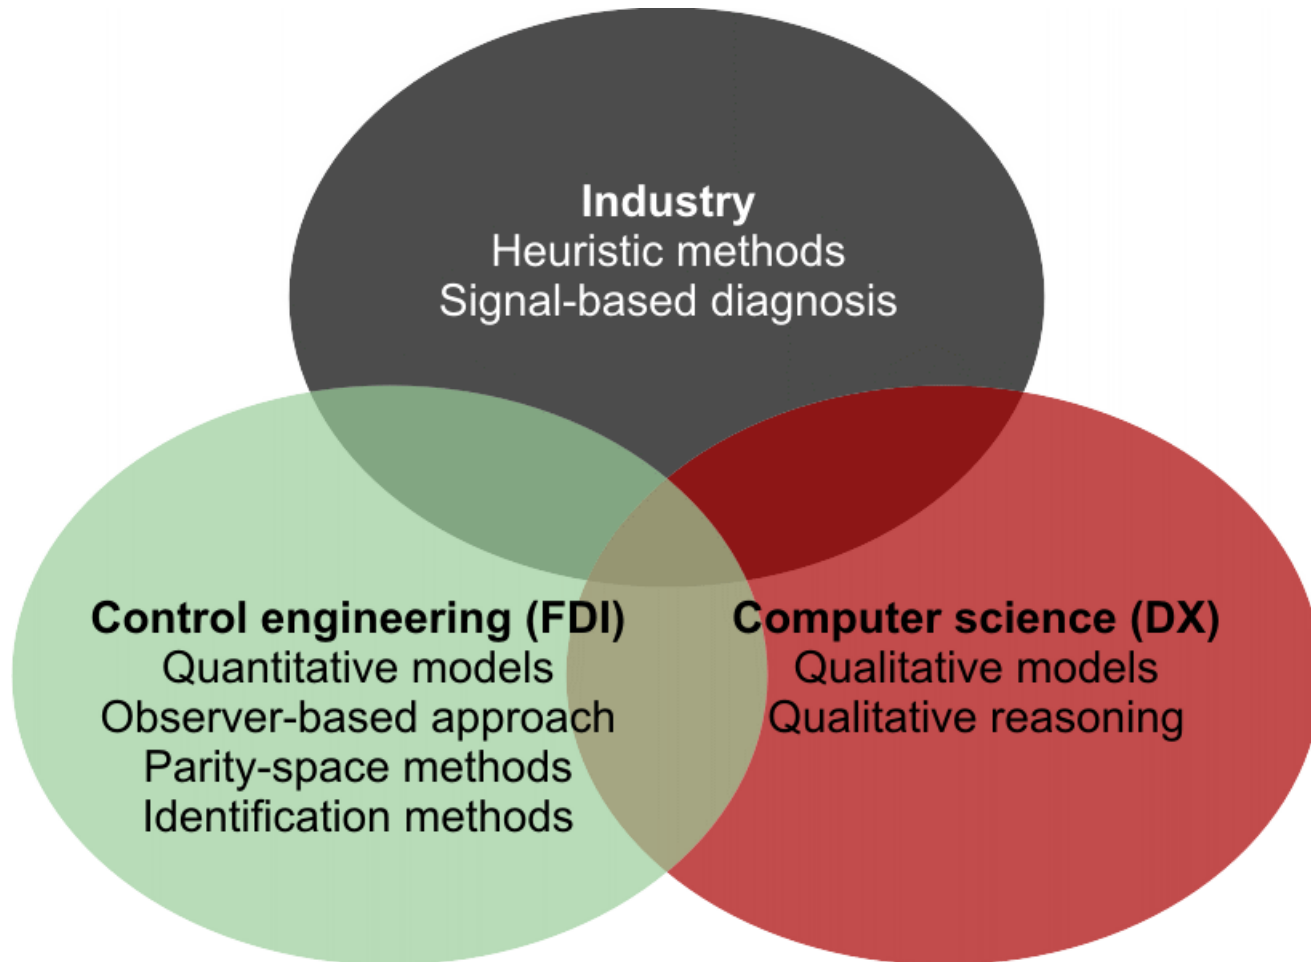 Industry
Heuristic methods
Signal-based diagnosis
Control engineering (FDI)
Quantitative models
Observer-based approach
Parity-space methods
Identification methods
Computer science (DX)
Qualitative models
Qualitative reasoning